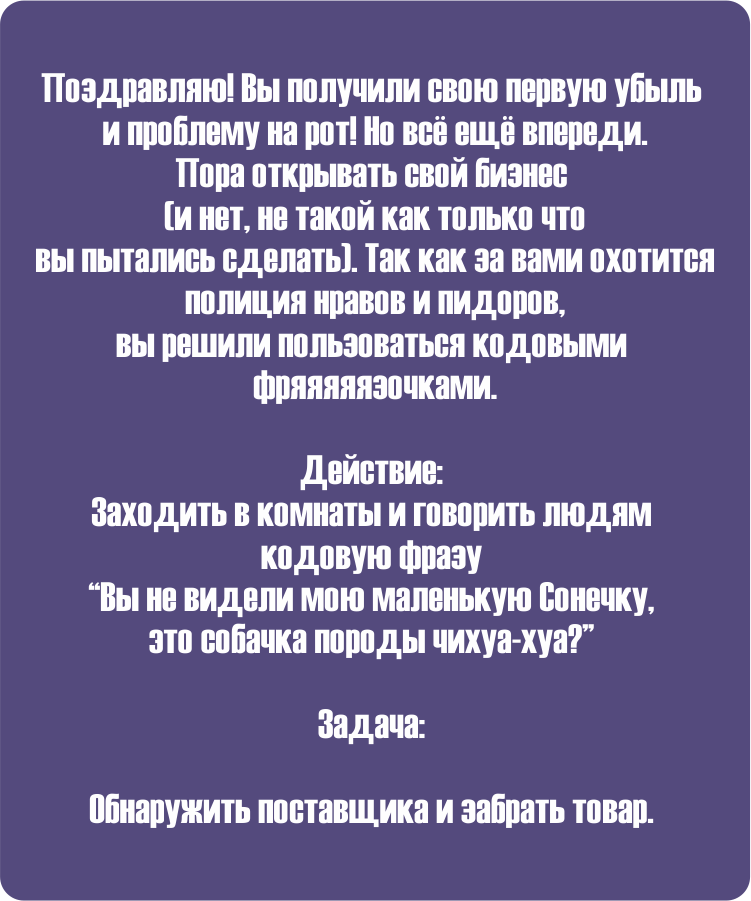 Поздравляю! Вы получили свою первую убыль
и проблему на рот! Но всё ещё впереди.
Пора открывать свой бизнес
(и нет, не такой как только что
вы пытались сделать). Так как за вами охотится
полиция нравов и пидоров,
вы решили пользоваться кодовыми
фряяяяязочками.
Действие:
Заходить в комнаты и говорить людям
кодовую фразу
“Вы не видели мою маленькую Сонечку,
это собачка породы чихуа-хуа?”
Задача:
Обнаружить поставщика и забрать товар.